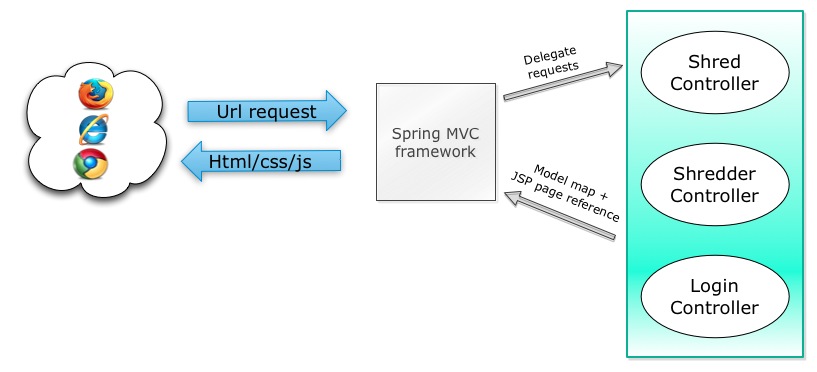 Url request
Html/css/js
Spring MVC
framework
Delegate
requests
Model map +
JSP page reference
Shred
Controller
Shredder
Controller
Login
Controller